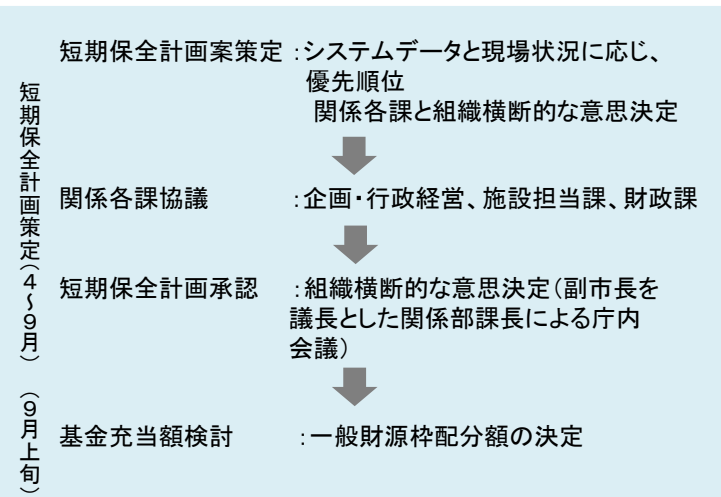 短期保全計画策定(4~9月)
(9月上旬)
短期保全計画案策定 :システムデータと現場状況に応じ、
優先順位
関係各課と組織横断的な意思決定
関係各課協議 :企画・行政経営、施設担当課、財政課
短期保全計画承認 :組織横断的な意思決定(副市長を
議長とした関係部課長による庁内
会議)
基金充当額検討 :一般財源枠配分額の決定